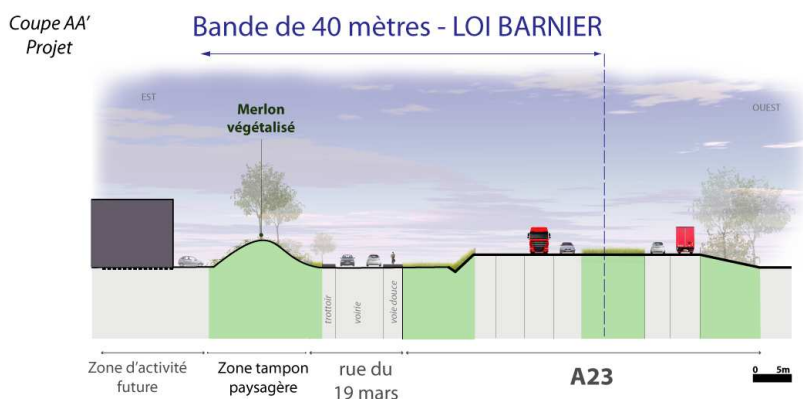 Coupe AA'
Projet
Bande de 40 mètres - LOI BARNIER
EST
OUEST
Merlon
végétalisé
trottoir
voirie
voie douce
Zone d'activité
future
Zone tampon
paysagère
rue du
19 mars
A23
0 5m